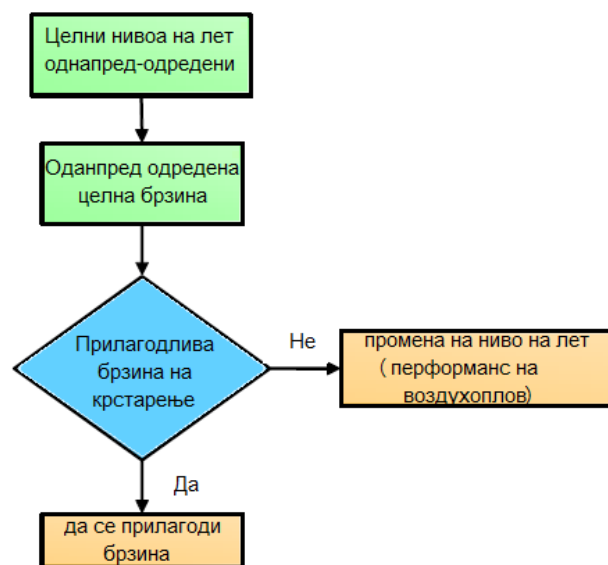 Целни нивоа на лет
однапред-одредени
Оданпред одредена
целна брзина
Прилагодлива
брзина на
крстарење
Не
промена на ниво на лет
( перформанс на
воздухоплов)
Да
да се прилагоди
брзина